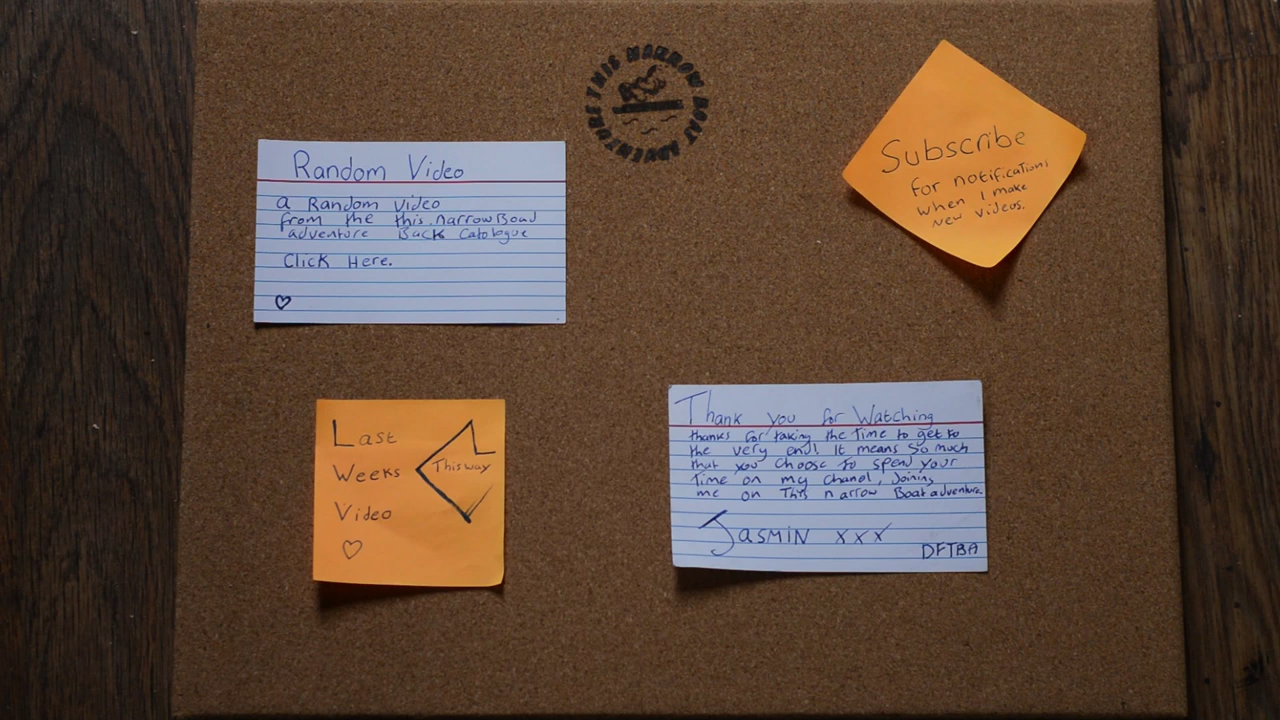 THIS NARROW BOAT ADVENTURE
Random Video
a Random Video
from the this narrow Boad
adventure Back Catologue
Click Here.
Subscribe
for notifications
when I make
new videos.
Last
Weeks
Video
This way
Thank you for Watching
thanks for taking the Time to get to
the very end! It means so much
that you choose to spend your
Time on my chanel, Joining
me on This narrow Boat adventure.
Jasmin xxx
DFTBA